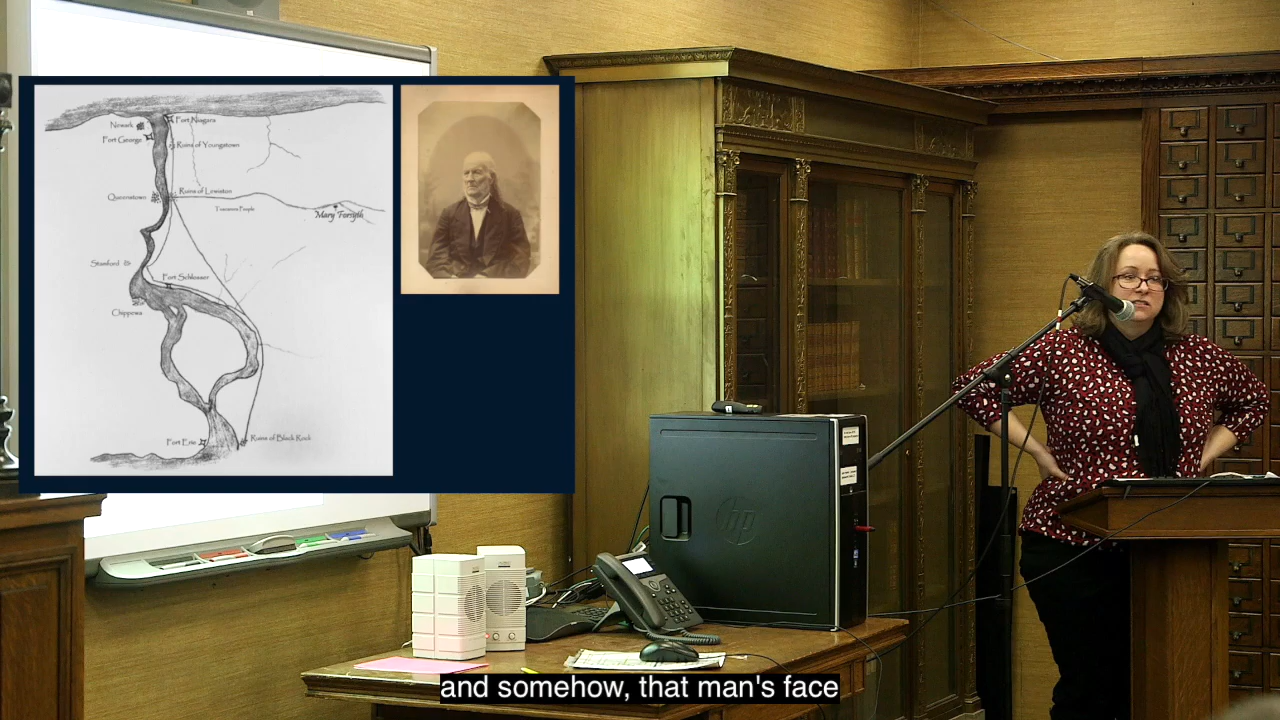 Newark
Fort Niagara
Fort George
Ruins of Youngstown
Queenstown
Ruins of Lewiston
Tuscarora People
Mary Forsyth
Stamford
Fort Schlosser
Chippewa
Fort Erie
Ruins of Black Rock
hp
and somehow, that man's face